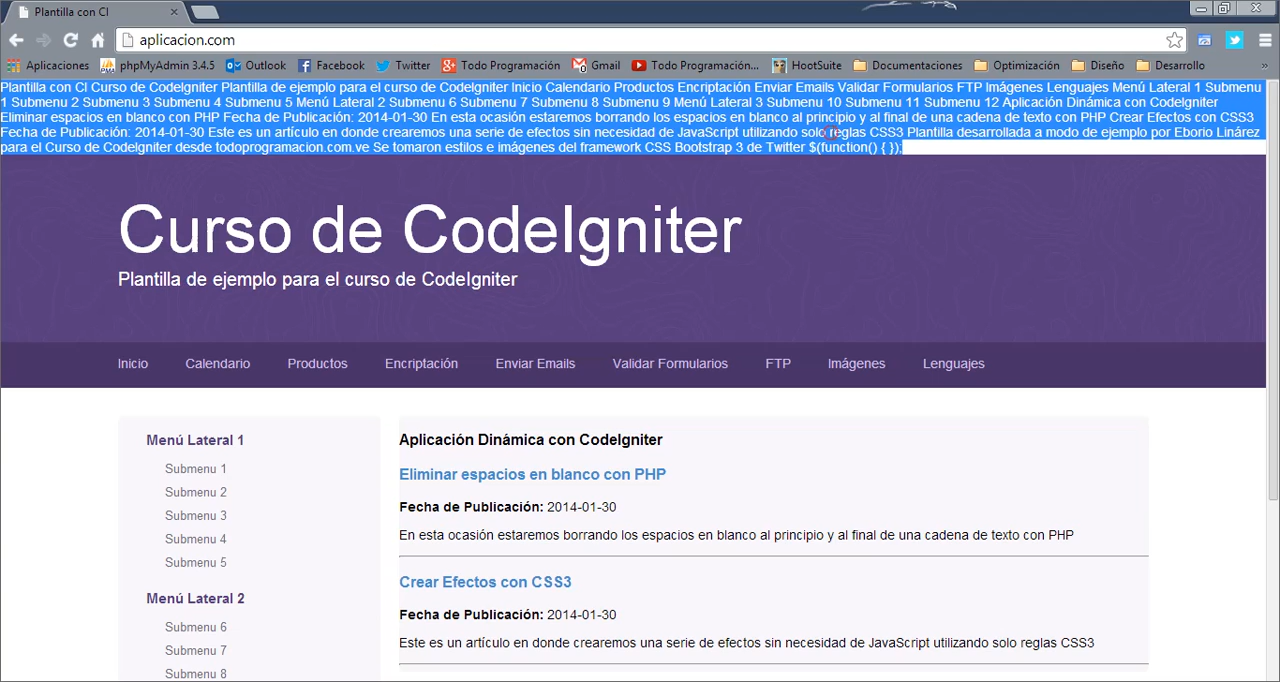 Plantilla con CI
aplicacion.com
Aplicaciones phpMyAdmin 3.4.5 Outlook Facebook Twitter Todo Programación Gmail Todo Programación... HootSuite Documentaciones Optimización Diseño Desarrollo »
Plantilla con CI Curso de CodeIgniter Plantilla de ejemplo para el curso de CodeIgniter Inicio Calendario Productos Encriptación Enviar Emails Validar Formularios FTP Imágenes Lenguajes Menú Lateral 1 Submenu
1 Submenu 2 Submenu 3 Submenu 4 Submenu 5 Menú Lateral 2 Submenu 6 Submenu 7 Submenu 8 Submenu 9 Menú Lateral 3 Submenu 10 Submenu 11 Submenu 12 Aplicación Dinámica con CodeIgniter
Eliminar espacios en blanco con PHP Fecha de Publicación: 2014-01-30 En esta ocasión estaremos borrando los espacios en blanco al principio y al final de una cadena de texto con PHP Crear Efectos con CSS3
Fecha de Publicación: 2014-01-30 Este es un artículo en donde crearemos una serie de efectos sin necesidad de JavaScript utilizando solo reglas CSS3 Plantilla desarrollada a modo de ejemplo por Eborio Linárez
para el Curso de CodeIgniter desde todoprogramacion.com.ve Se tomaron estilos e imágenes del framework CSS Bootstrap 3 de Twitter $(function() { });
Curso de CodeIgniter
Plantilla de ejemplo para el curso de CodeIgniter
Inicio Calendario Productos Encriptación Enviar Emails Validar Formularios FTP Imágenes Lenguajes
Menú Lateral 1
Submenu 1
Submenu 2
Submenu 3
Submenu 4
Submenu 5
Menú Lateral 2
Submenu 6
Submenu 7
Submenu 8
Aplicación Dinámica con CodeIgniter
Eliminar espacios en blanco con PHP
Fecha de Publicación: 2014-01-30
En esta ocasión estaremos borrando los espacios en blanco al principio y al final de una cadena de texto con PHP
Crear Efectos con CSS3
Fecha de Publicación: 2014-01-30
Este es un artículo en donde crearemos una serie de efectos sin necesidad de JavaScript utilizando solo reglas CSS3